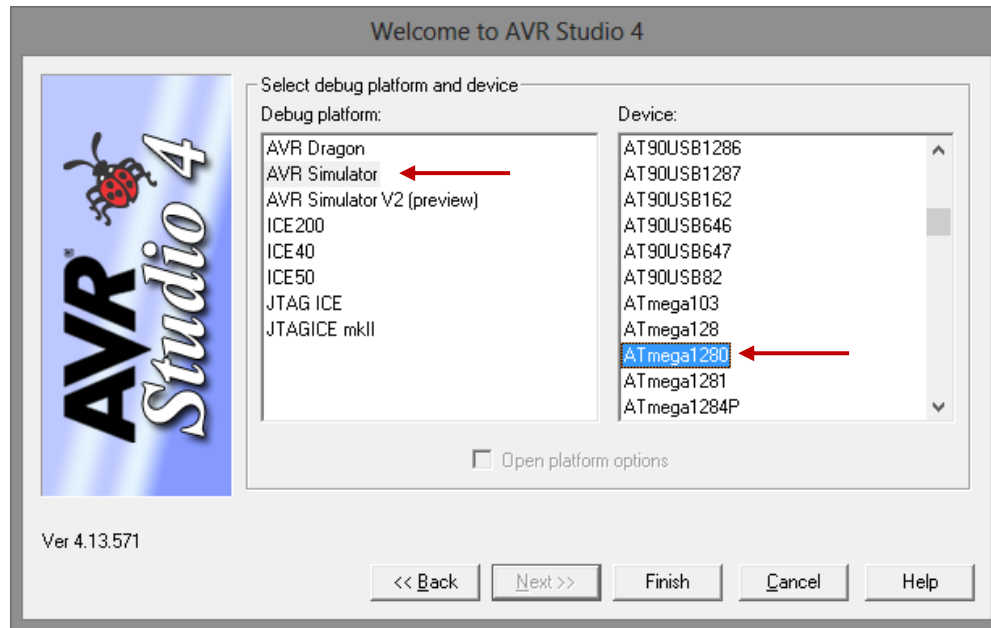 Welcome to AVR Studio 4
AVR®
Studio 4
Select debug platform and device
Debug platform:
AVR Dragon
AVR Simulator
AVR Simulator V2 (preview)
ICE200
ICE40
ICE50
JTAG ICE
JTAGICE mkII
Device:
AT90USB1286
AT90USB1287
AT90USB162
AT90USB646
AT90USB647
AT90USB82
ATmega103
ATmega128
ATmega1280
ATmega1281
ATmega1284P
Open platform options
Ver 4.13.571
<< Back
Next >>
Finish
Cancel
Help